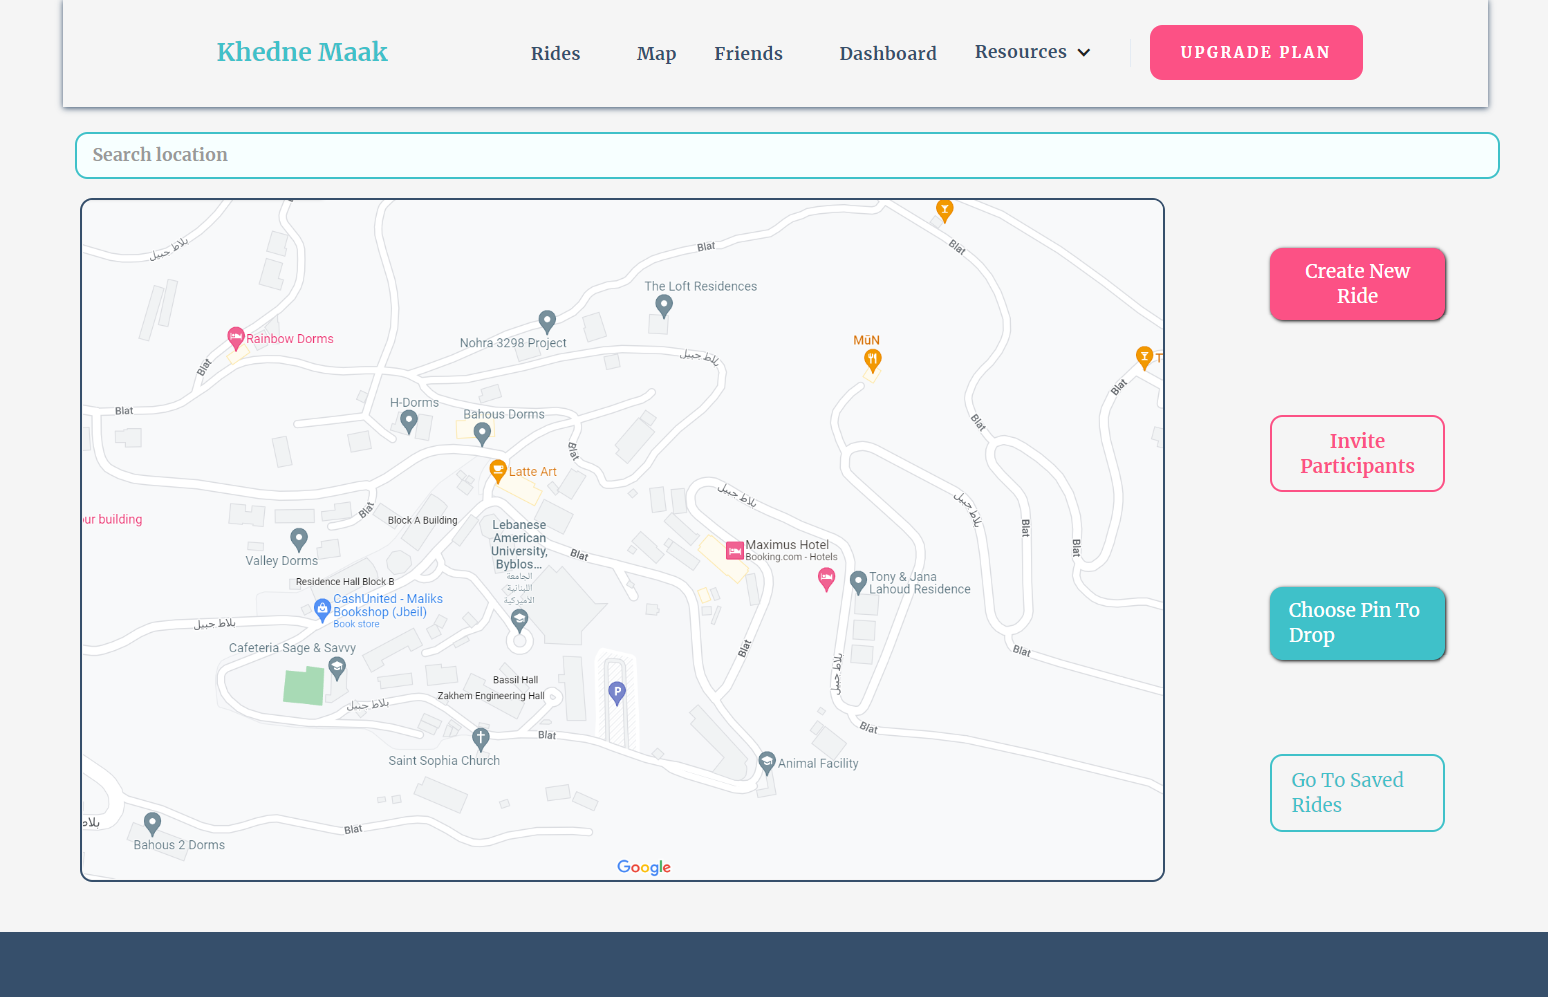 Khedne Maak
Rides
Map
Friends
Dashboard
Resources
UPGRADE PLAN
Search location
بلاط جبيل
Blat
Blat
The Loft Residences
Nohra 3298 Project
Rainbow Dorms
MūN
بلاط جبيل
T
Blat
Blat
Blat
H-Dorms
Bahous Dorms
Blat
Blat
Latte Art
بلاط جبيل
بلاط جبيل
Blat
our building
Block A Building
Lebanese
American
University,
Byblos...
الجامعة
اللبنانية
الأميركية
Blat
Blat
Valley Dorms
Blat
Maximus Hotel
Booking.com - Hotels
Residence Hall Block B
Tony & Jana
Lahoud Residence
CashUnited - Maliks
Bookshop (Jbeil)
Book store
بلاط جبيل
Cafeteria Sage & Savvy
Blat
Blat
بلاط جبيل
Bassil Hall
Zakhem Engineering Hall
P
بلاط جبيل
Blat
Blat
Saint Sophia Church
Animal Facility
بلاط
Blat
Bahous 2 Dorms
Google
Create New
Ride
Invite
Participants
Choose Pin To
Drop
Go To Saved
Rides